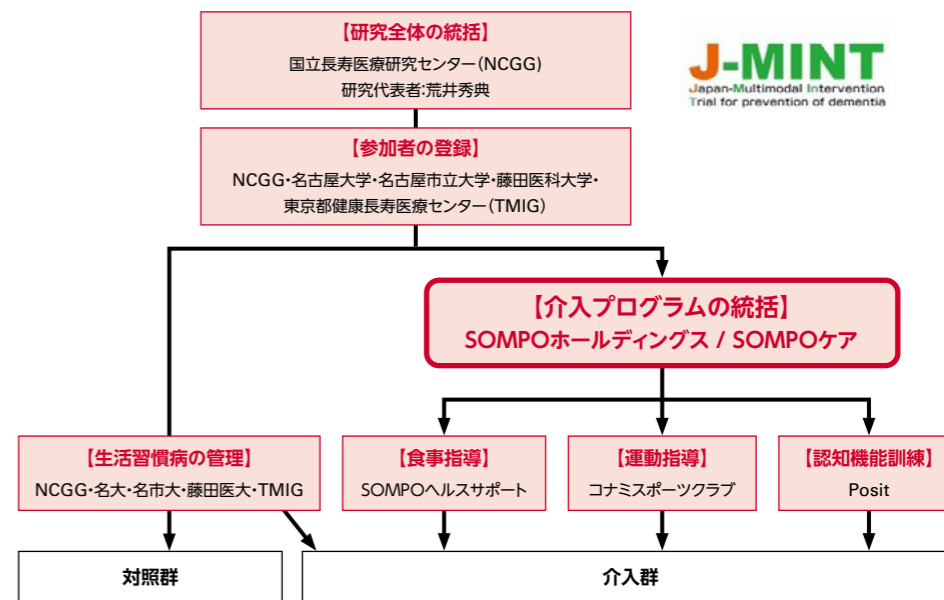 【研究全体の統括】
国立長寿医療研究センター(NCGG)
研究代表者:荒井秀典
J-MINT
Japan-Multimodal Intervention
Trial for prevention of dementia
【参加者の登録】
NCGG・名古屋大学・名古屋市立大学・藤田医科大学・
東京都健康長寿医療センター(TMIG)
【介入プログラムの統括】
SOMPOホールディングス / SOMPOケア
【生活習慣病の管理】
NCGG・名大・名市大・藤田医大・TMIG
【食事指導】
SOMPOヘルスサポート
【運動指導】
コナミスポーツクラブ
【認知機能訓練】
Posit
対照群
介入群